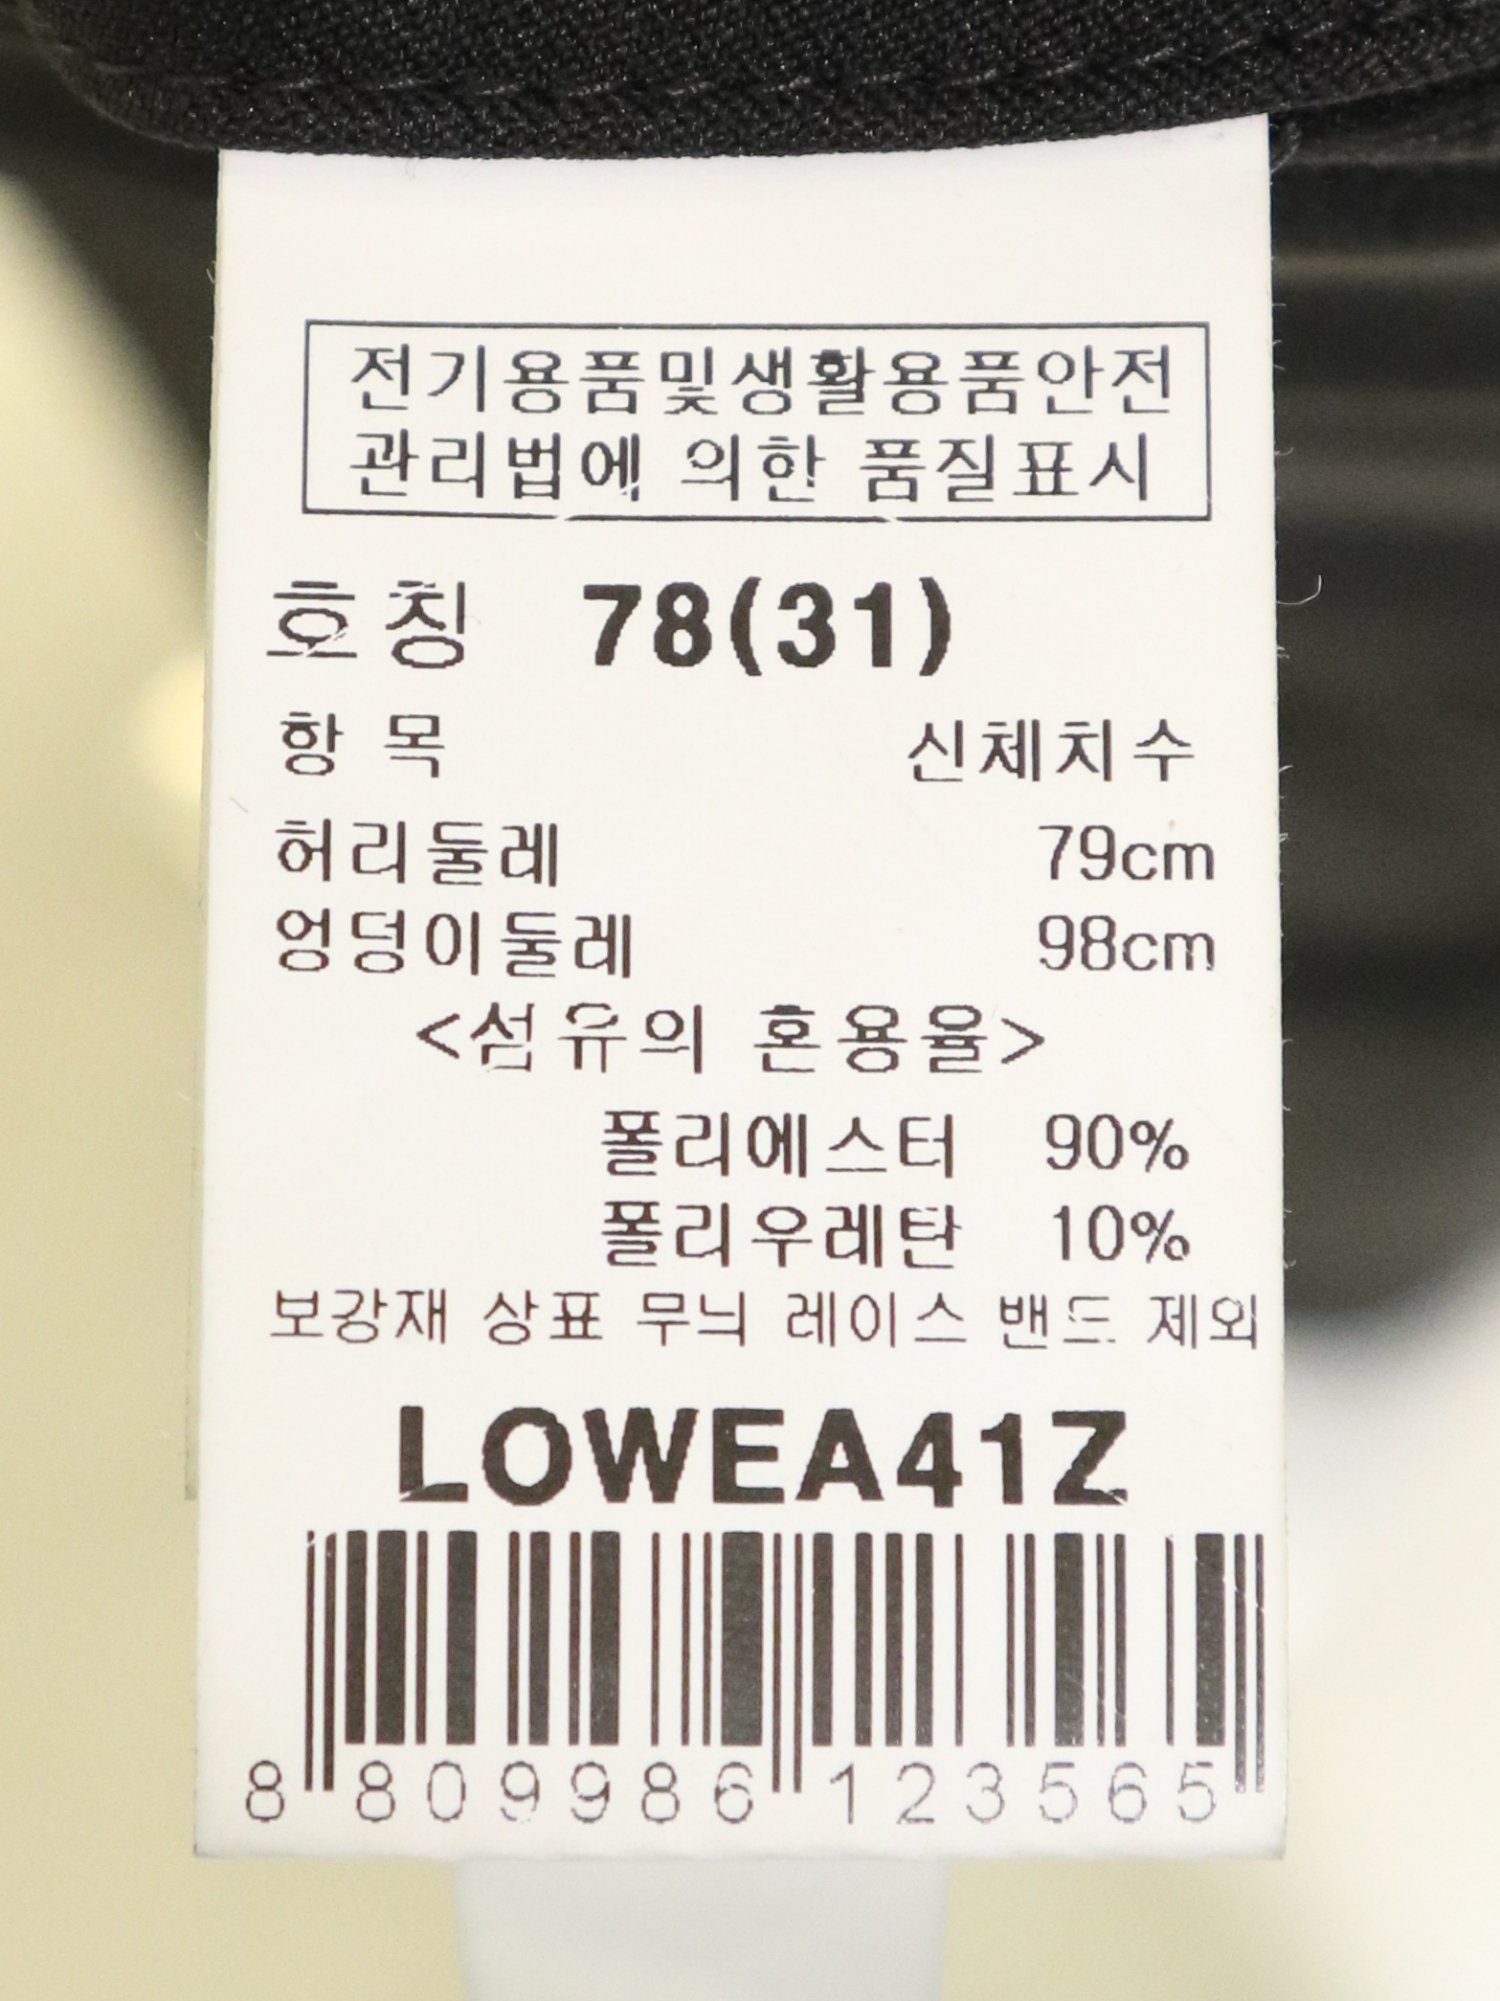 전기용품및생활용품안전
관리법에 의한 품질표시
호칭 78(31)
항목 신체치수
허리둘레 79cm
엉덩이둘레 98cm
<섬유의 혼용율>
폴리에스터 90%
폴리우레탄 10%
보강재 상표 무늬 레이스 밴드 제외
LOWEA41Z
8 809986 123565